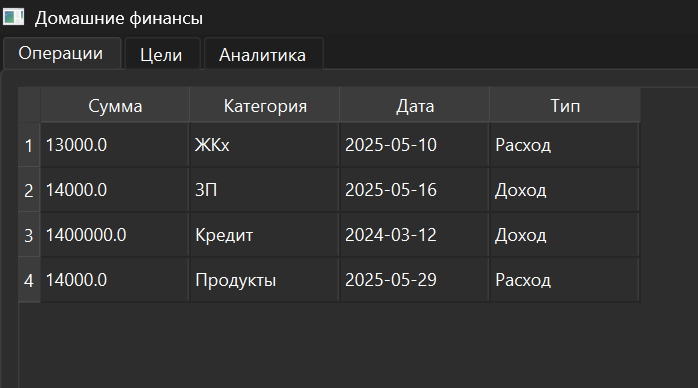 Домашние финансы
Операции Цели Аналитика
Сумма Категория Дата Тип
1 13000.0 ЖКх 2025-05-10 Расход
2 14000.0 ЗП 2025-05-16 Доход
3 1400000.0 Кредит 2024-03-12 Доход
4 14000.0 Продукты 2025-05-29 Расход